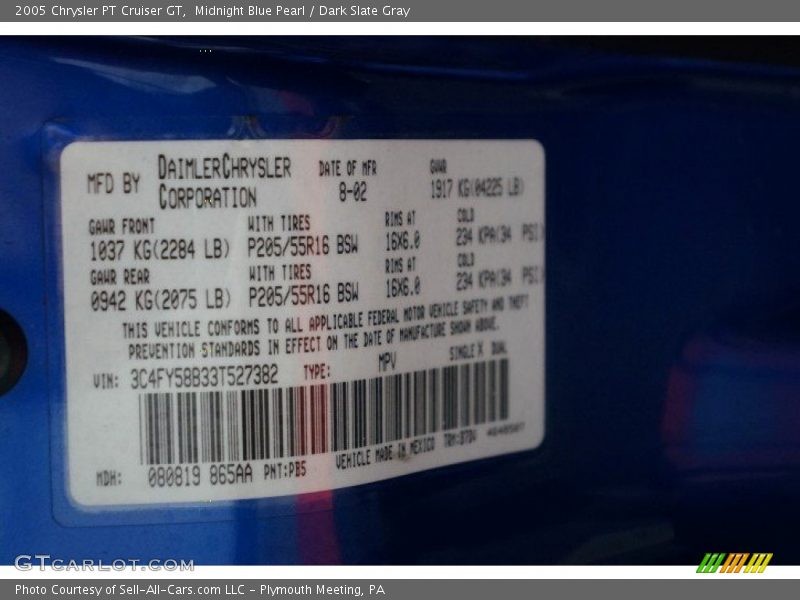 2005 Chrysler PT Cruiser GT, Midnight Blue Pearl / Dark Slate Gray
MFD BY DAIMLERCHRYSLER CORPORATION DATE OF MFR 8-02 GVWR 1917 KG(04225 LB)
GAWR FRONT WITH TIRES RIMS AT COLD
1037 KG(2284 LB) P205/55R16 BSW 16X6.0 234 KPA(34 PSI)
GAWR REAR WITH TIRES RIMS AT COLD
0942 KG(2075 LB) P205/55R16 BSW 16X6.0 234 KPA(34 PSI)
THIS VEHICLE CONFORMS TO ALL APPLICABLE FEDERAL MOTOR VEHICLE SAFETY AND THEFT
PREVENTION STANDARDS IN EFFECT ON THE DATE OF MANUFACTURE SHOWN ABOVE.
VIN: 3C4FY58B33T527382 TYPE: MPV SINGLE X DUAL
MDH: 080819 865AA PNT:PB5 VEHICLE MADE IN MEXICO TRM:
GTcarlot.com
Photo Courtesy of Sell-All-Cars.com LLC - Plymouth Meeting, PA